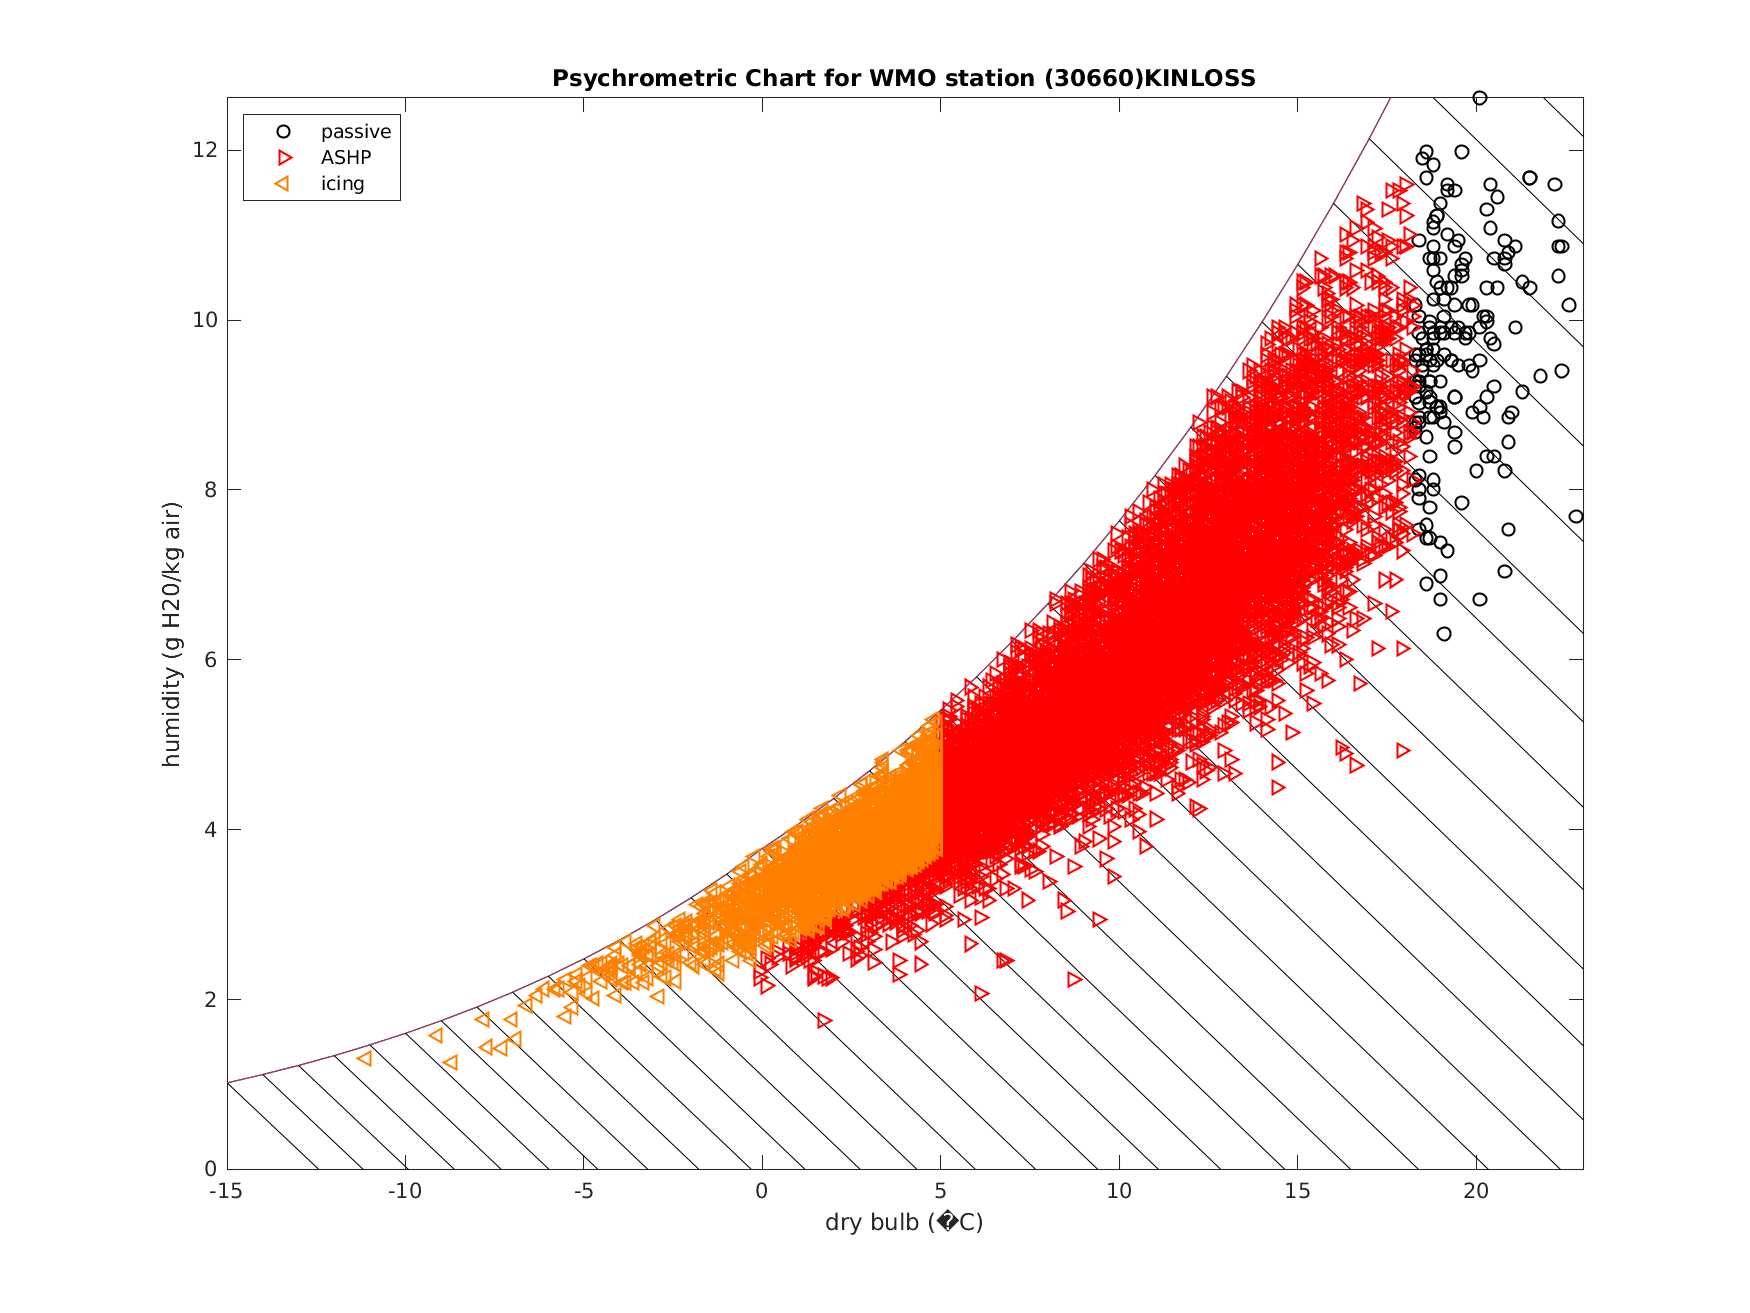 Psychrometric Chart for WMO station (30660)KINLOSS
passive
ASHP
icing
humidity (g H20/kg air)
12
10
8
6
4
2
0
-15 -10 -5 0 5 10 15 20
dry bulb (�C)